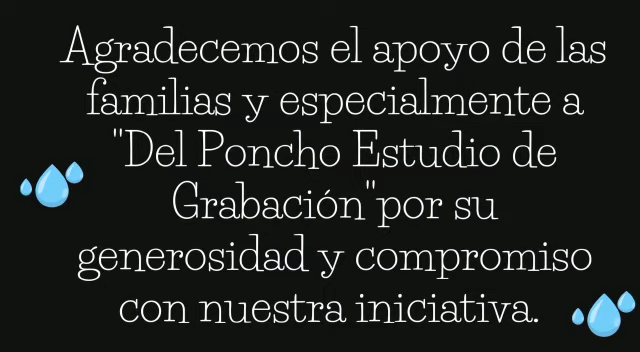 Agradecemos el apoyo de las
familias y especialmente a
"Del Poncho Estudio de
Grabación"por su
generosidad y compromiso
con nuestra iniciativa.